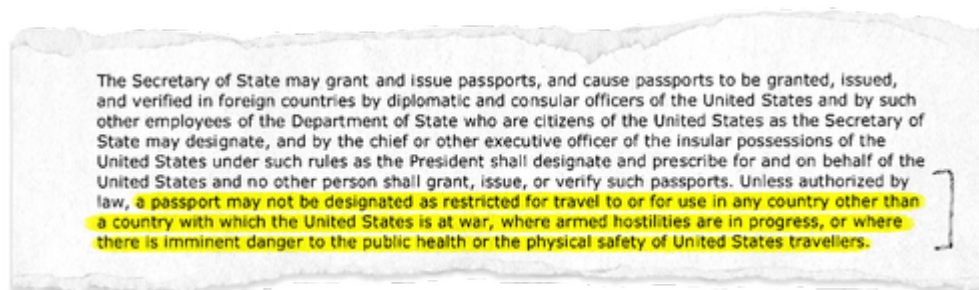 The Secretary of State may grant and issue passports, and cause passports to be granted, issued,
and verified in foreign countries by diplomatic and consular officers of the United States and by such
other employees of the Department of State who are citizens of the United States as the Secretary of
State may designate, and by the chief or other executive officer of the insular possessions of the
United States under such rules as the President shall designate and prescribe for and on behalf of the
United States and no other person shall grant, issue, or verify such passports. Unless authorized by
law, a passport may not be designated as restricted for travel to or for use in any country other than
a country with which the United States is at war, where armed hostilities are in progress, or where
there is imminent danger to the public health or the physical safety of United States travellers.